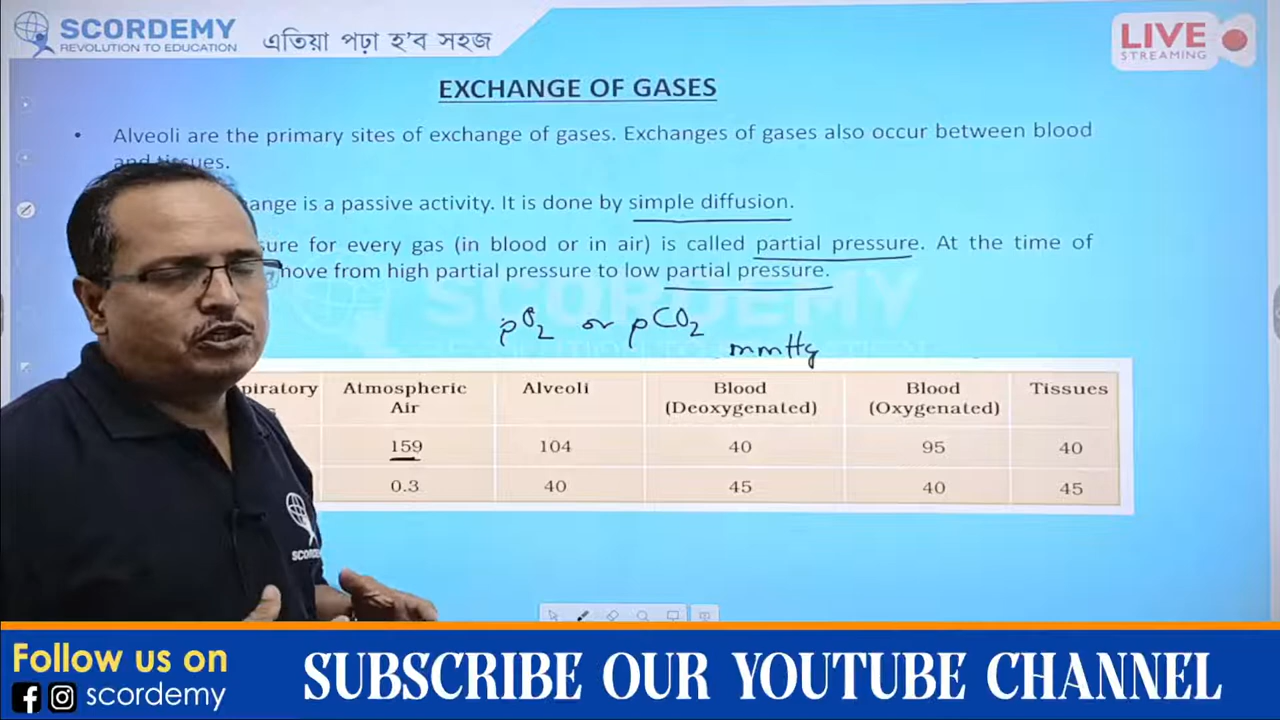 SCORDEMY
REVOLUTION TO EDUCATION
এতিয়া পঢ়া হ'ব সহজ
LIVE
STREAMING
EXCHANGE OF GASES
• Alveoli are the primary sites of exchange of gases. Exchanges of gases also occur between blood
and tissues.
is a passive activity. It is done by simple diffusion.
for every gas (in blood or in air) is called partial pressure. At the time of
from high partial pressure to low partial pressure.
pO2 or pCO2
mmHg
Atmospheric Alveoli Blood Blood Tissues
Air (Deoxygenated) (Oxygenated)
159 104 40 95 40
0.3 40 45 40 45
Follow us on
scordemy
SUBSCRIBE OUR YOUTUBE CHANNEL